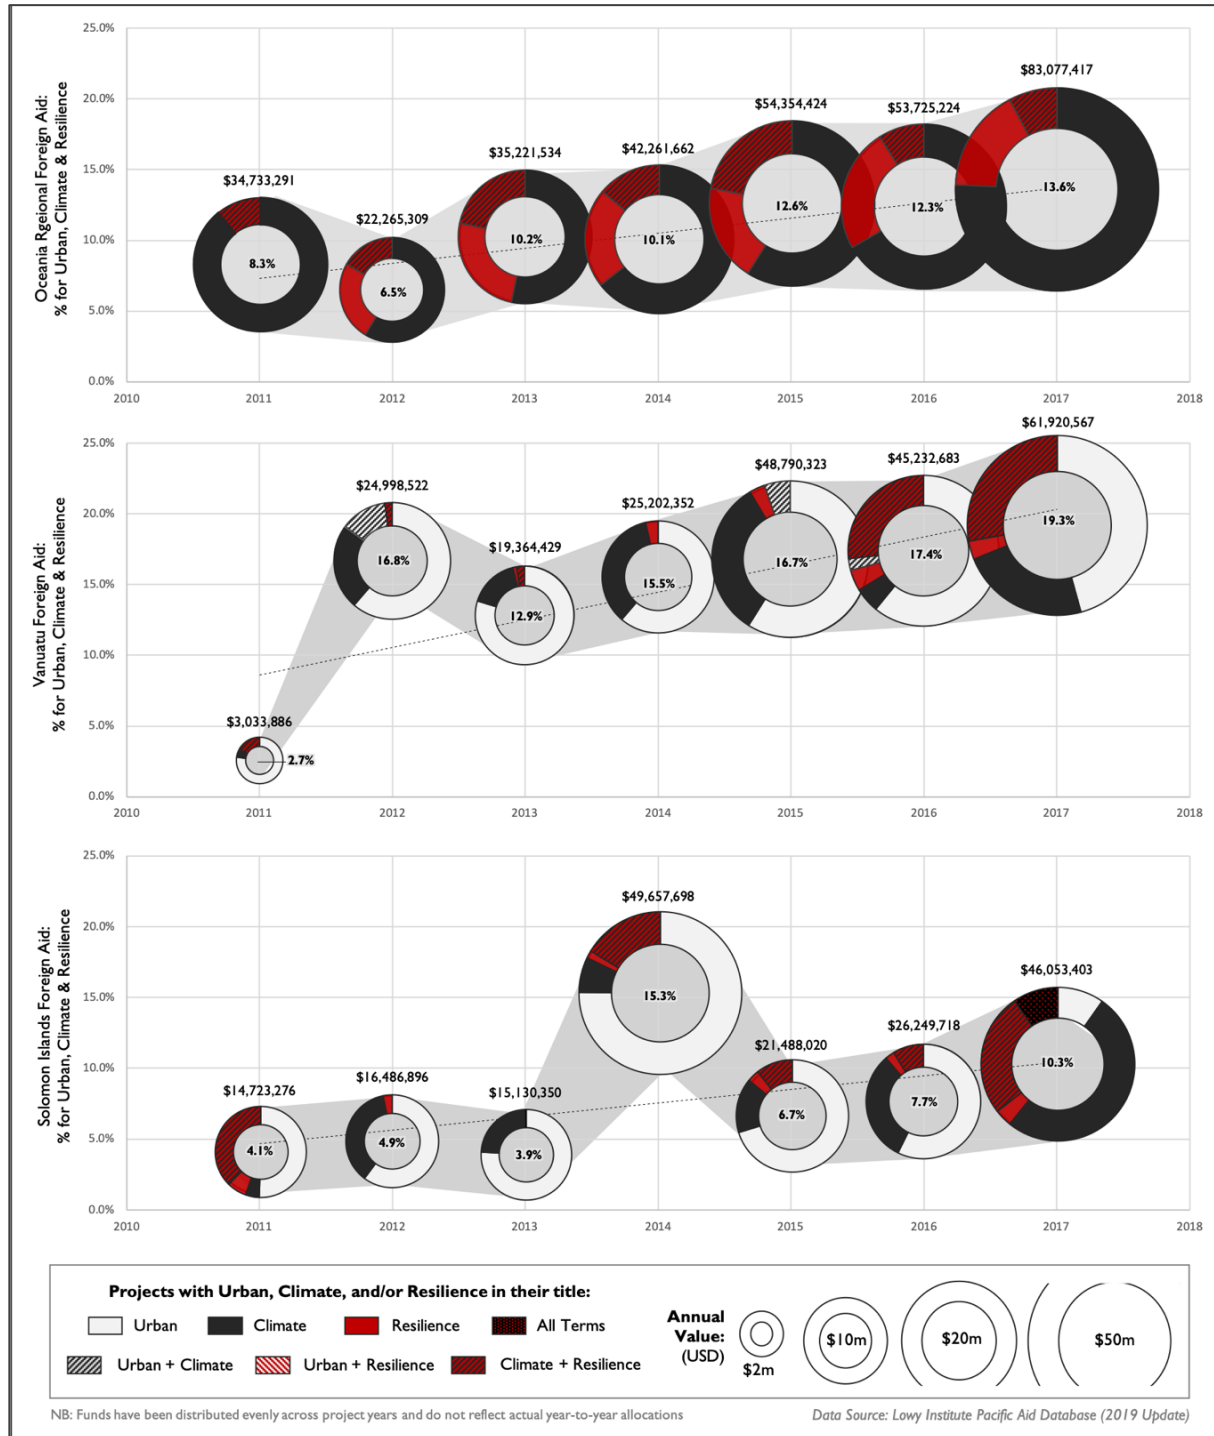 Oceania Rgeional Foreign Aid:
% for Urban, Climate & Resilience
25.0%
20.0%
15.0%
10.0%
5.0%
0.0%
$34,733,291
$22,265,309
$35,221,534
$42,261,662
$54,354,424
$53,725,224
$83,077,417
8.3%
6.5%
10.2%
10.1%
12.6%
12.3%
13.6%
2010 2011 2012 2013 2014 2015 2016 2017 2018
Vanuatu Foreign Aid:
% for Urban, Climate & Resilience
25.0%
20.0%
15.0%
10.0%
5.0%
0.0%
$3,033,886
$24,998,522
$19,364,429
$25,202,352
$48,790,323
$45,232,683
$61,920,567
2.7%
16.8%
12.9%
15.5%
16.7%
17.4%
19.3%
2010 2011 2012 2013 2014 2015 2016 2017 2018
Solomon Islands Foreign Aid:
% for Urban, Climate & Resilience
25.0%
20.0%
15.0%
10.0%
5.0%
0.0%
$14,723,276
$16,486,896
$15,130,350
$49,657,698
$21,488,020
$26,249,718
$46,053,403
4.1%
4.9%
3.9%
15.3%
6.7%
7.7%
10.3%
2010 2011 2012 2013 2014 2015 2016 2017 2018
Projects with Urban, Climate, and/or Resilience in their title:
Urban Climate Resilience All Terms
Urban + Climate Urban + Resilience Climate + Resilience
Annual
Value:
(USD)
$2m
$10m
$20m
$50m
NB: Funds have been distributed evenly across project years and do not reflect actual year-to-year allocations
Data Source: Lowy Institute Pacific Aid Database (2019 Update)